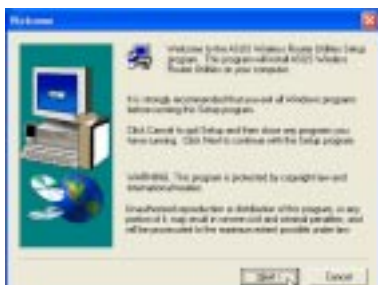 Welcome
Welcome to the ASUS Wireless Router Utilities Setup
program. This program will install ASUS Wireless
Router Utilities on your computer.
It is strongly recommended that you exit all Windows programs
before running this Setup program.
Click Cancel to quit Setup and then close any programs you
have running. Click Next to continue with the Setup program.
WARNING: This program is protected by copyright law and
international treaties.
Unauthorized reproduction or distribution of this program, or any
portion of it, may result in severe civil and criminal penalties, and
will be prosecuted to the maximum extent possible under law.
Next >
Cancel